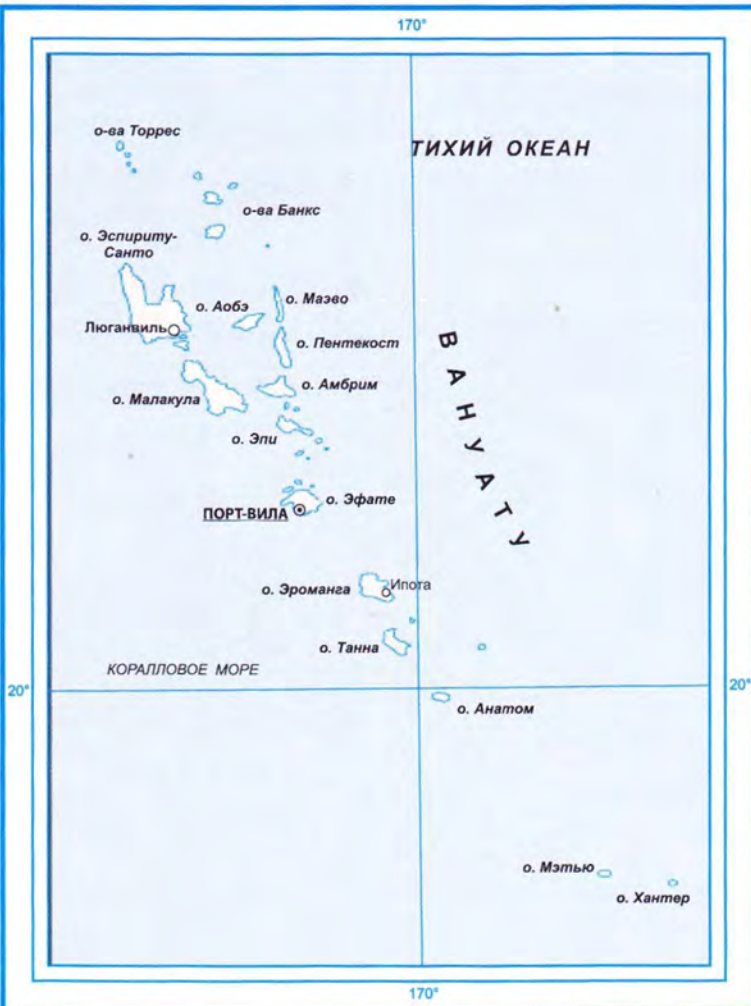 170°
о-ва Торрес
ТИХИЙ ОКЕАН
о-ва Банкс
о. Эспириту-
Санто
о. Аобэ
о. Маэво
Люганвиль
о. Пентекост
о. Амбрим
о. Малакула
о. Эпи
ВАНУАТУ
о. Эфате
ПОРТ-ВИЛА
о. Эроманга
Ипота
о. Танна
КОРАЛЛОВОЕ МОРЕ
20°
20°
о. Анатом
о. Мэтью
о. Хантер
170°